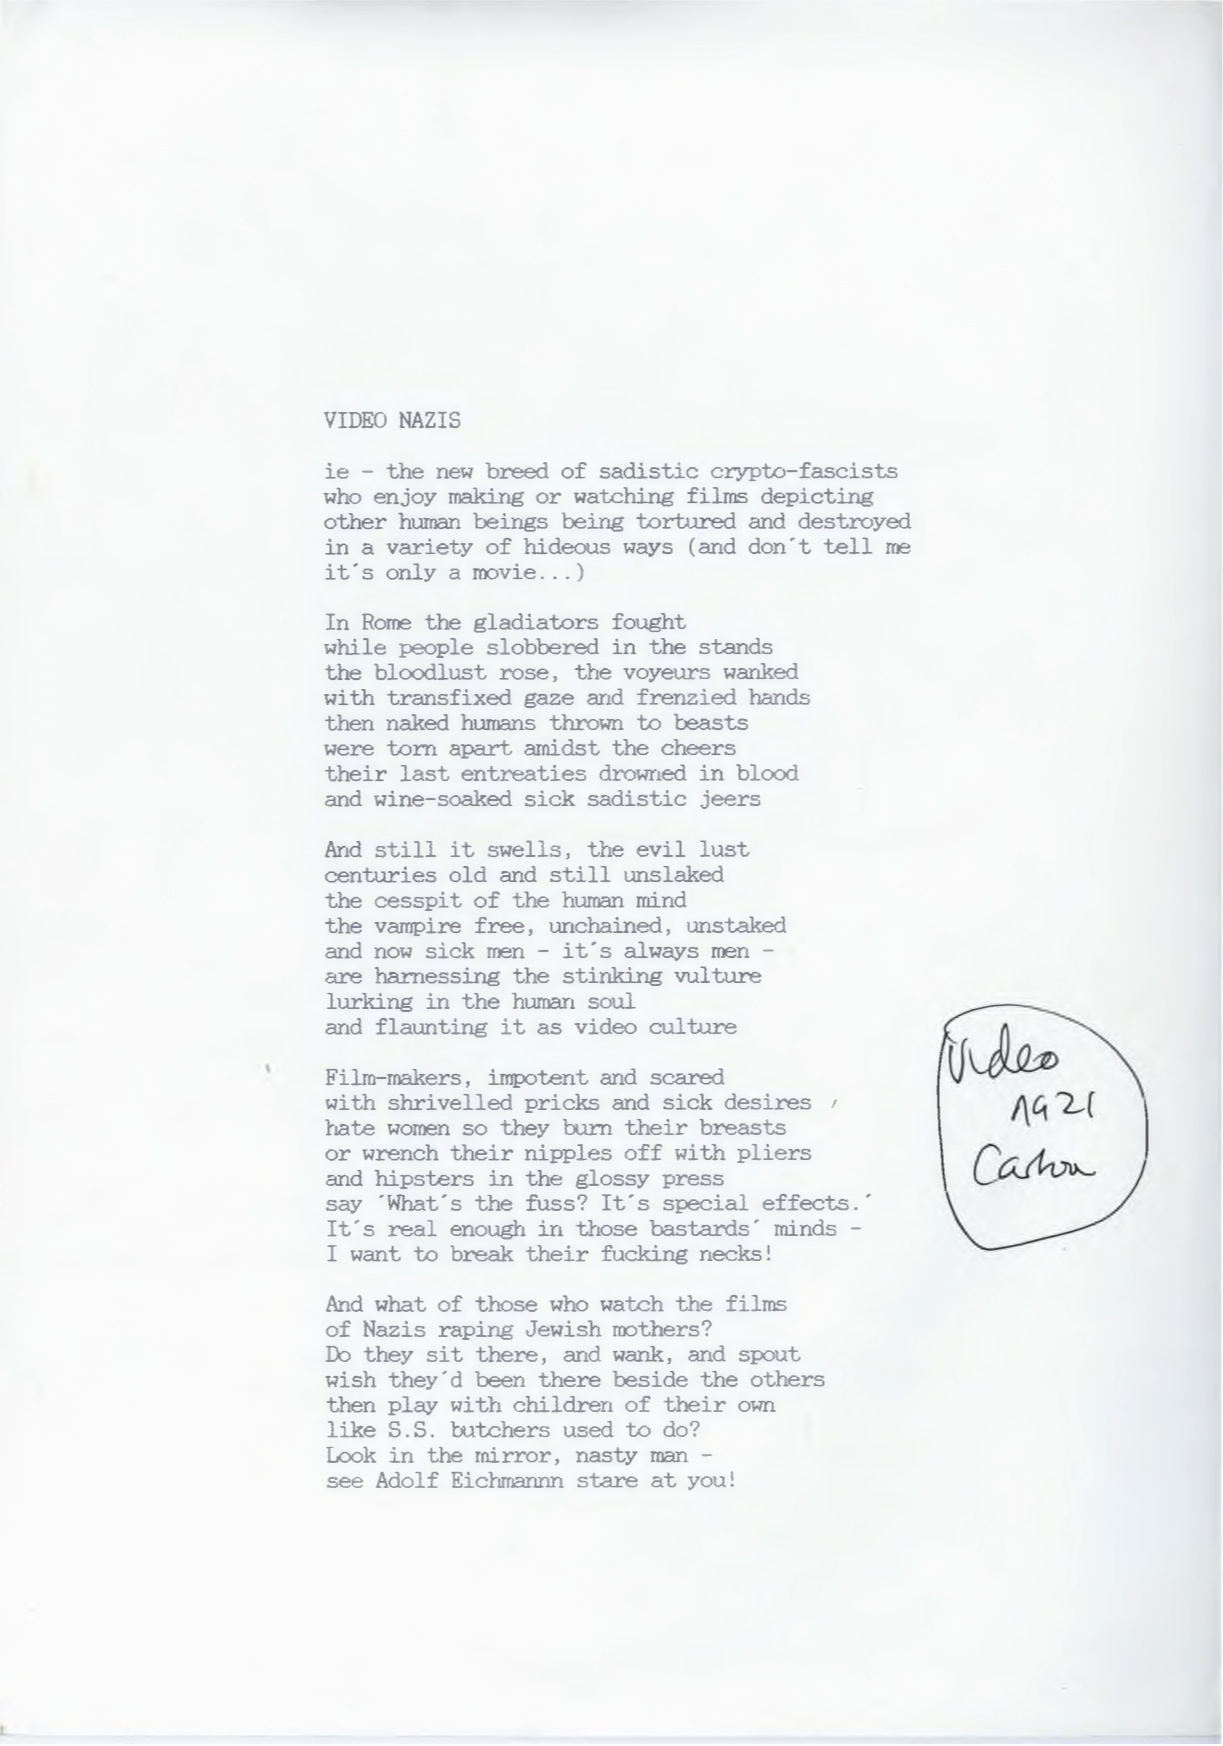 VIDEO NAZIS
ie - the new breed of sadistic crypto-fascists
who enjoy making or watching films depicting
other human beings being tortured and destroyed
in a variety of hideous ways (and don´t tell me
it´s only a movie...)
In Rome the gladiators fought
while people slobbered in the stands
the bloodlust rose, the voyeurs wanked
with transfixed gaze and frenzied hands
then naked humans thrown to beasts
were torn apart amidst the cheers
their last entreaties drowned in blood
and wine-soaked sick sadistic jeers
And still it swells, the evil lust
centuries old and still unslaked
the cesspit of the human mind
the vampire free, unchained, unstaked
and now sick men - it´s always men -
are harnessing the stinking vulture
lurking in the human soul
and flaunting it as video culture
Film-makers, impotent and scared
with shrivelled pricks and sick desires
hate women so they burn their breasts
or wrench their nipples off with pliers
and hipsters in the glossy press
say ´What´s the fuss? It´s special effects.´
It´s real enough in those bastards´ minds -
I want to break their fucking necks!
And what of those who watch the films
of Nazis raping Jewish mothers?
Do they sit there, and wank, and spout
wish they´d been there beside the others
then play with children of their own
like S.S. butchers used to do?
Look in the mirror, nasty man -
see Adolf Eichmannn stare at you!
Video